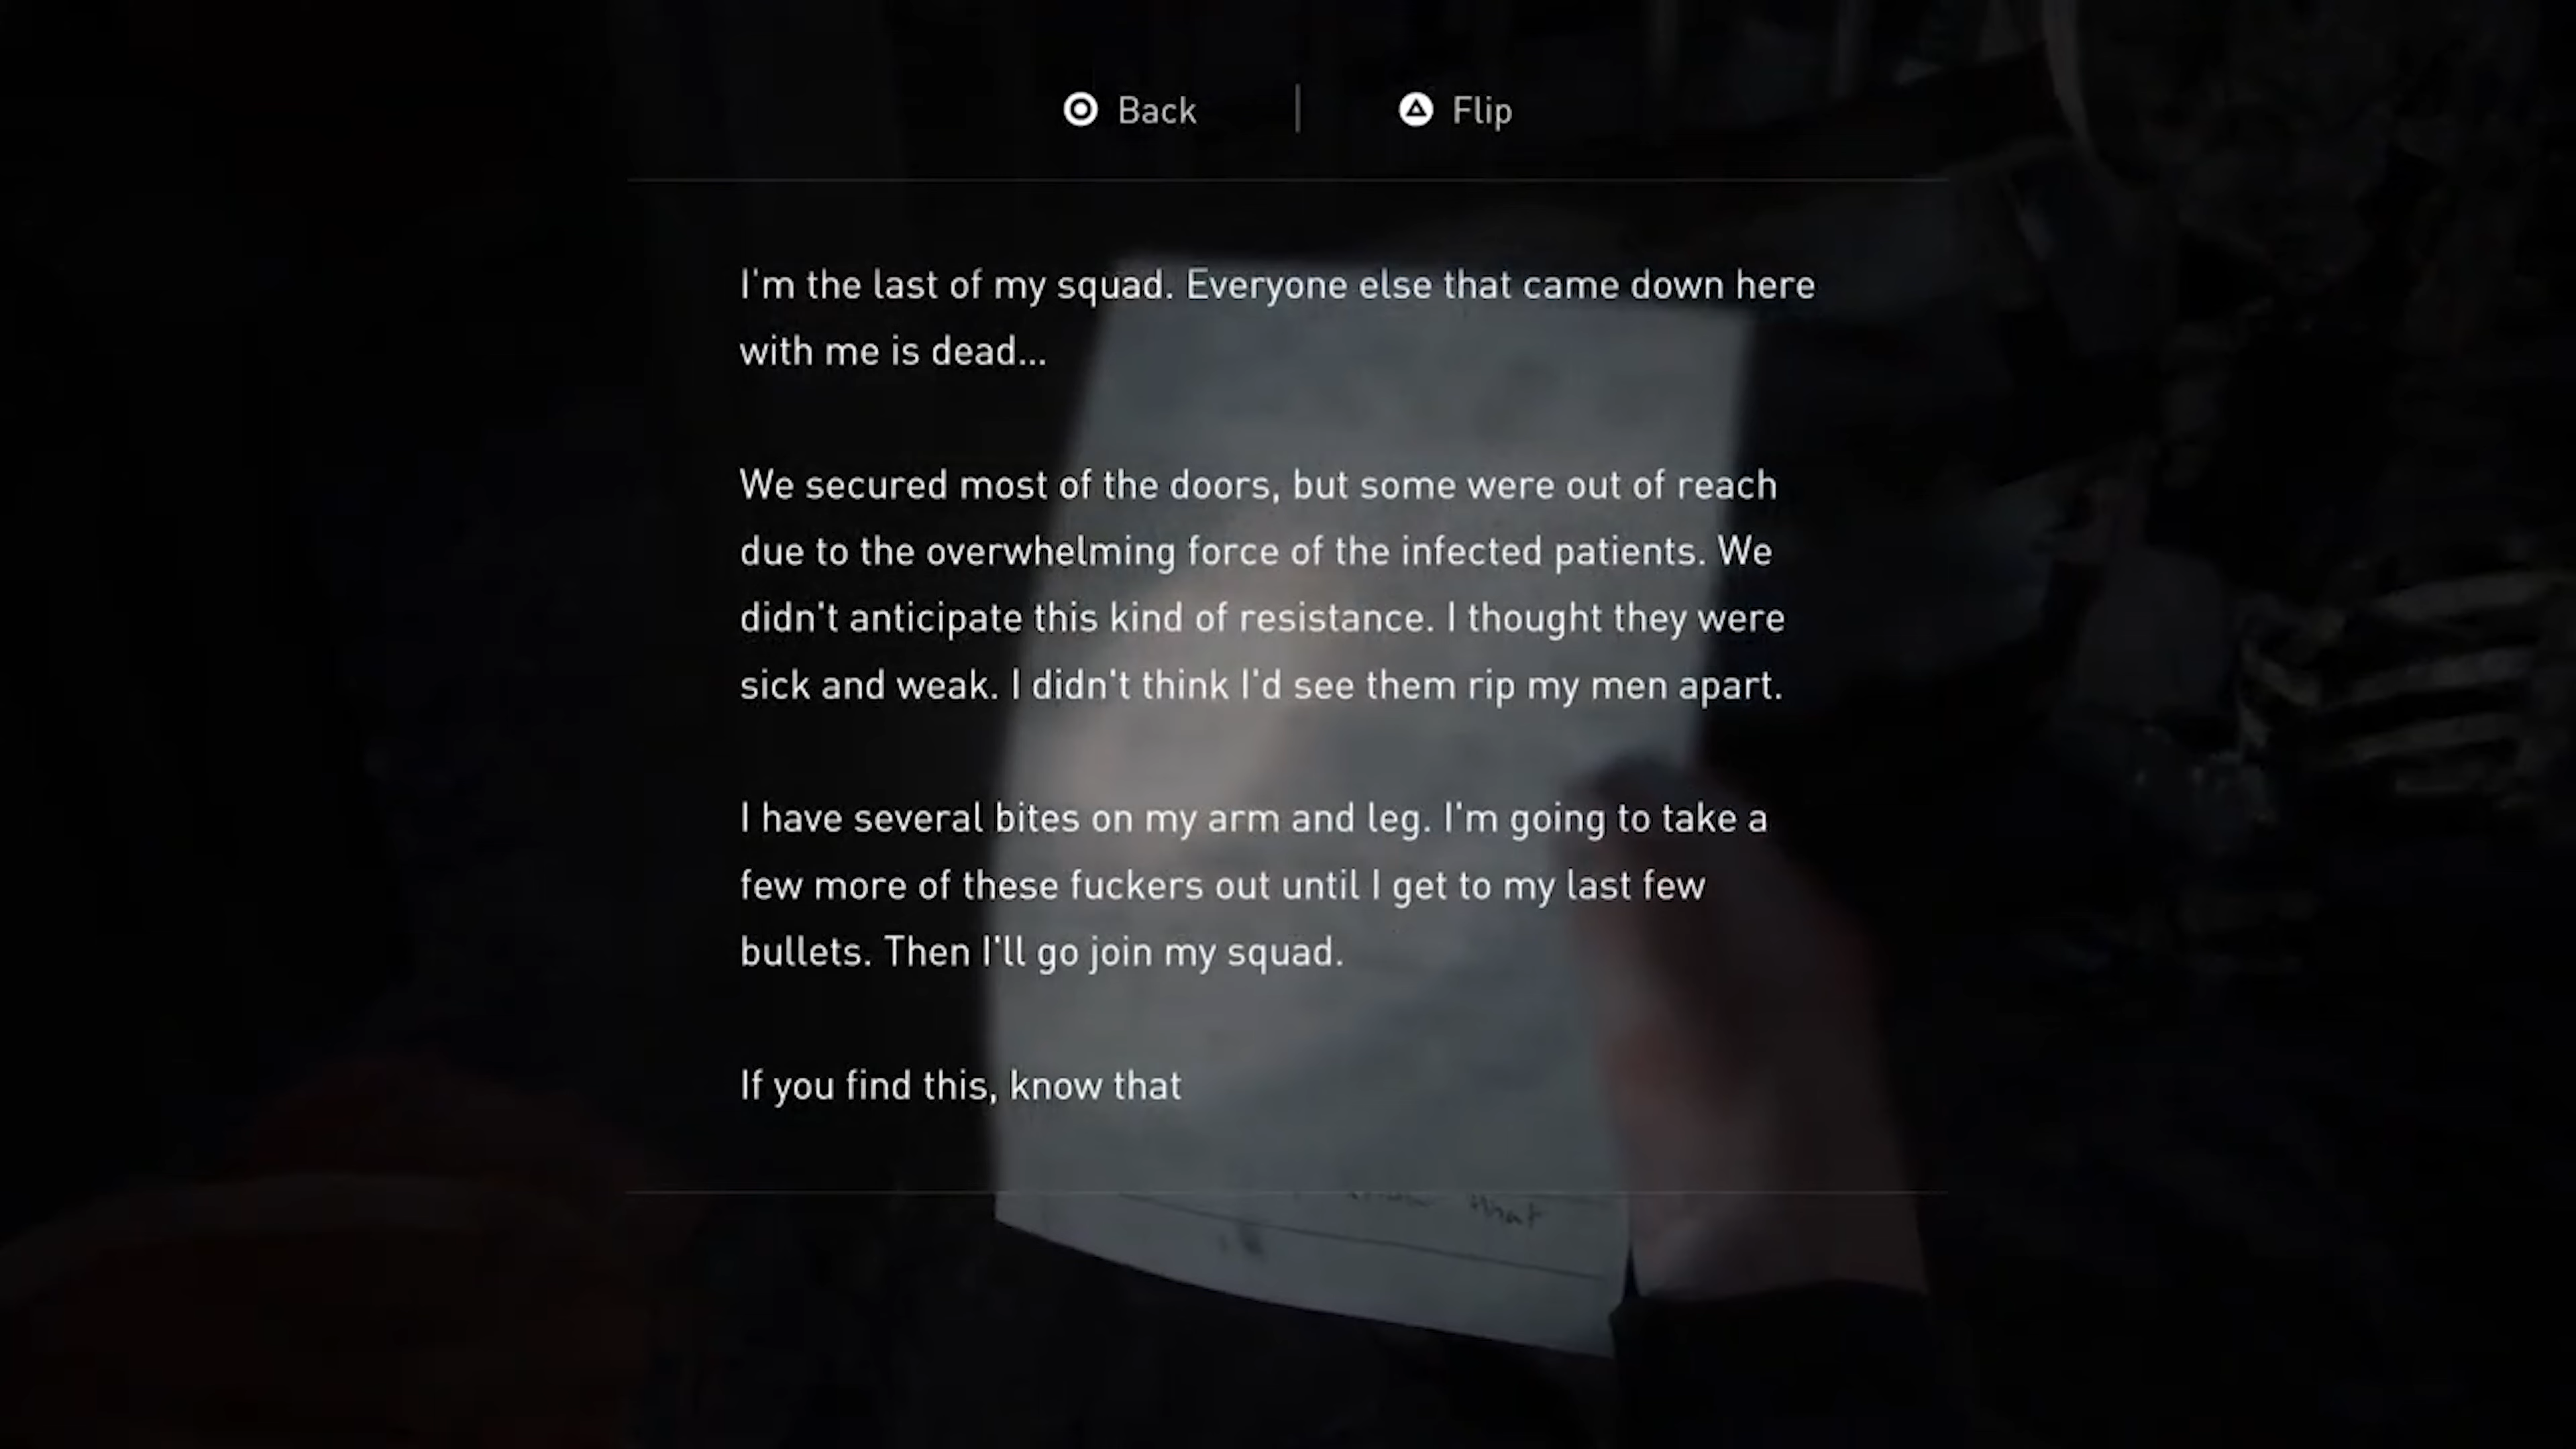 Back | Flip
I'm the last of my squad. Everyone else that came down here
with me is dead...
We secured most of the doors, but some were out of reach
due to the overwhelming force of the infected patients. We
didn't anticipate this kind of resistance. I thought they were
sick and weak. I didn't think I'd see them rip my men apart.
I have several bites on my arm and leg. I'm going to take a
few more of these fuckers out until I get to my last few
bullets. Then I'll go join my squad.
If you find this, know that
that